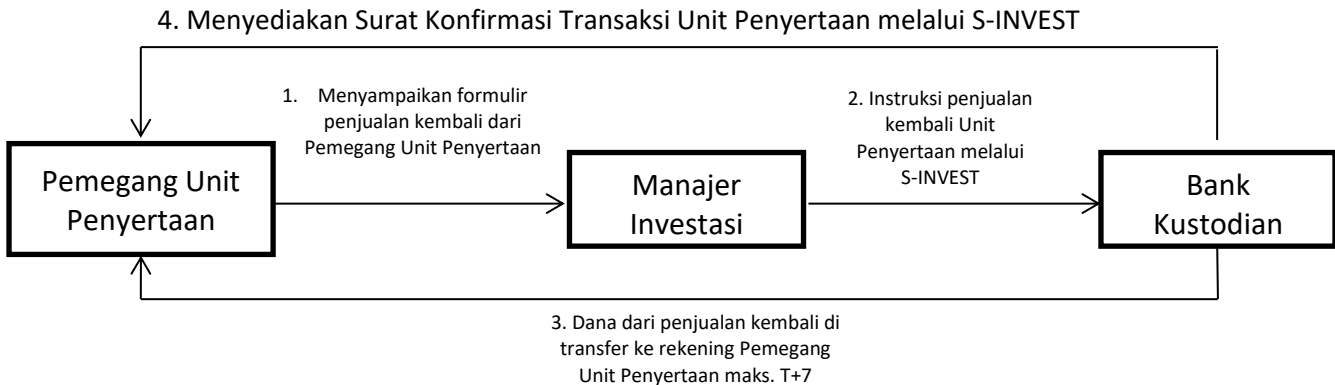 4. Menyediakan Surat Konfirmasi Transaksi Unit Penyertaan melalui S-INVEST
1. Menyampaikan formulir
penjualan kembali dari
Pemegang Unit Penyertaan
2. Instruksi penjualan
kembali Unit
Penyertaan melalui
S-INVEST
Pemegang Unit
Penyertaan
Manajer
Investasi
Bank
Kustodian
3. Dana dari penjualan kembali di
transfer ke rekening Pemegang
Unit Penyertaan maks. T+7